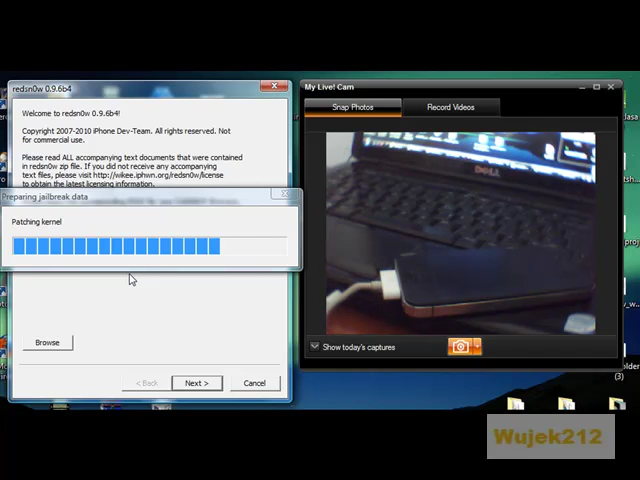 redsn0w 0.9.6b4
Welcome to redsn0w 0.9.6b4!
Copyright 2007-2010 iPhone Dev-Team. All rights reserved. Not
for commercial use.
Please read ALL accompanying text documents that were contained
in redsn0w zip file. If you did not receive any accompanying
text files, please visit http://wikee.iphwn.org/redsn0w/license
to obtain the latest licensing information.
Preparing jailbreak data
Patching kernel
Browse
< Back
Next >
Cancel
My Live! Cam
Snap Photos
Record Videos
DELL
Show today's captures
(3)
Wujek212